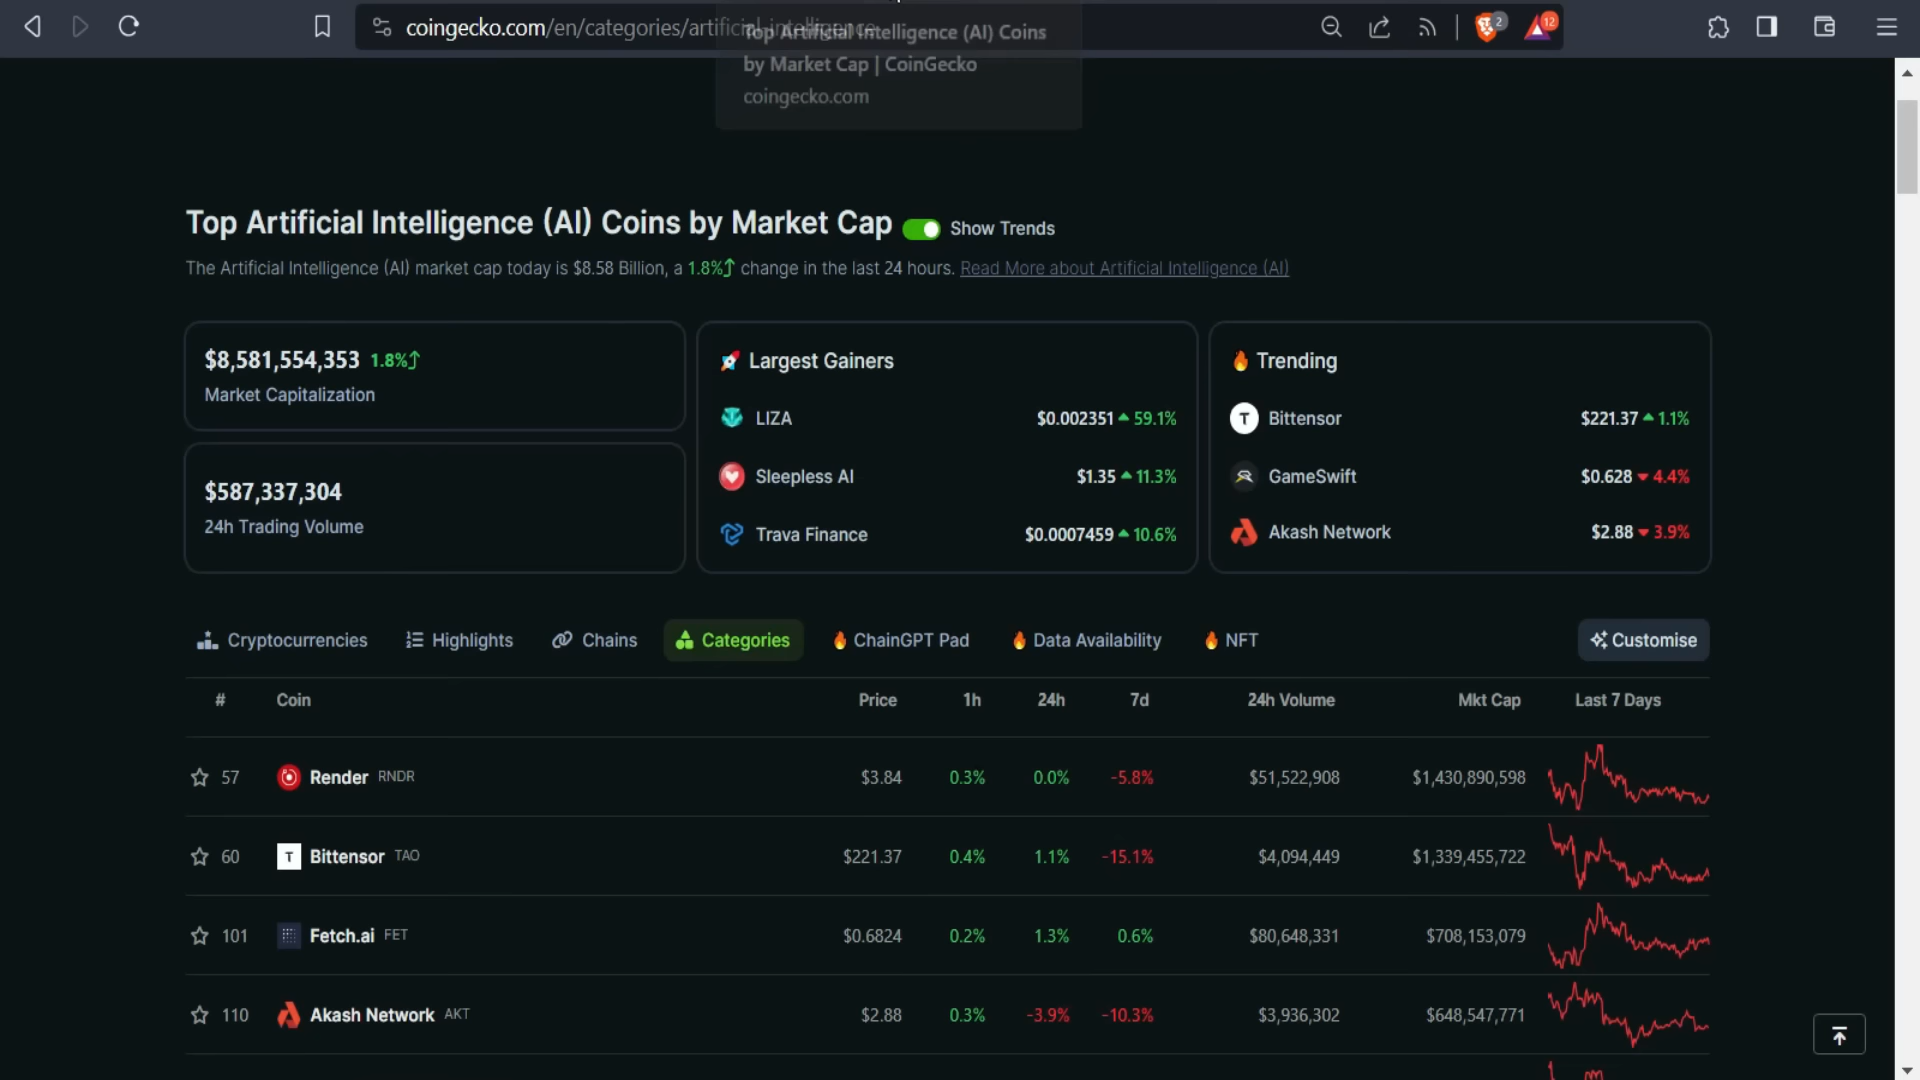 coingecko.com/en/categories/artificial-intelligence
2
12
Top Artificial Intelligence (AI) Coins
by Market Cap | CoinGecko
coingecko.com
Top Artificial Intelligence (AI) Coins by Market Cap
Show Trends
The Artificial Intelligence (AI) market cap today is $8.58 Billion, a 1.8% change in the last 24 hours. Read More about Artificial Intelligence (AI)
$8,581,554,353 1.8%
Market Capitalization
$587,337,304
24h Trading Volume
Largest Gainers
LIZA $0.002351 59.1%
Sleepless AI $1.35 11.3%
Trava Finance $0.0007459 10.6%
Trending
T Bittensor $221.37 1.1%
GameSwift $0.628 4.4%
Akash Network $2.88 3.9%
Cryptocurrencies Highlights Chains Categories ChainGPT Pad Data Availability NFT Customise
# Coin Price 1h 24h 7d 24h Volume Mkt Cap Last 7 Days
57 Render RNDR $3.84 0.3% 0.0% -5.8% $51,522,908 $1,430,890,598
60 T Bittensor TAO $221.37 0.4% 1.1% -15.1% $4,094,449 $1,339,455,722
101 Fetch.ai FET $0.6824 0.2% 1.3% 0.6% $80,648,331 $708,153,079
110 Akash Network AKT $2.88 0.3% -3.9% -10.3% $3,936,302 $648,547,771